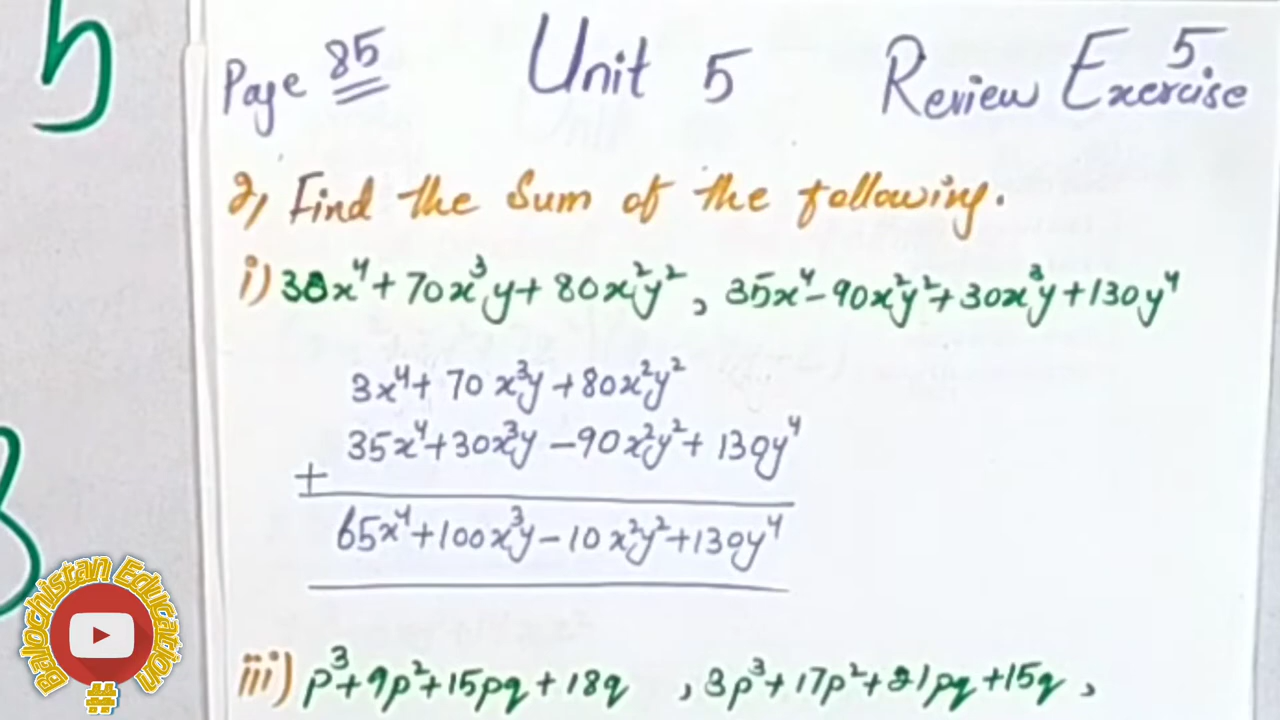 5
Page 85 Unit 5 Review Exercise 5
2, Find the Sum of the following.
i) 30x⁴ + 70x³y + 80x²y² , 35x⁴ - 90x²y² + 30x³y + 130y⁴
3x⁴ + 70x³y + 80x²y²
35x⁴ + 30x³y - 90x²y² + 130y⁴
+
65x⁴ + 100x³y - 10x²y² + 130y⁴
iii) p³ + 9p² + 15pq + 18q , 3p³ + 17p² + 21pq + 15q ,
Balochistan Education
#